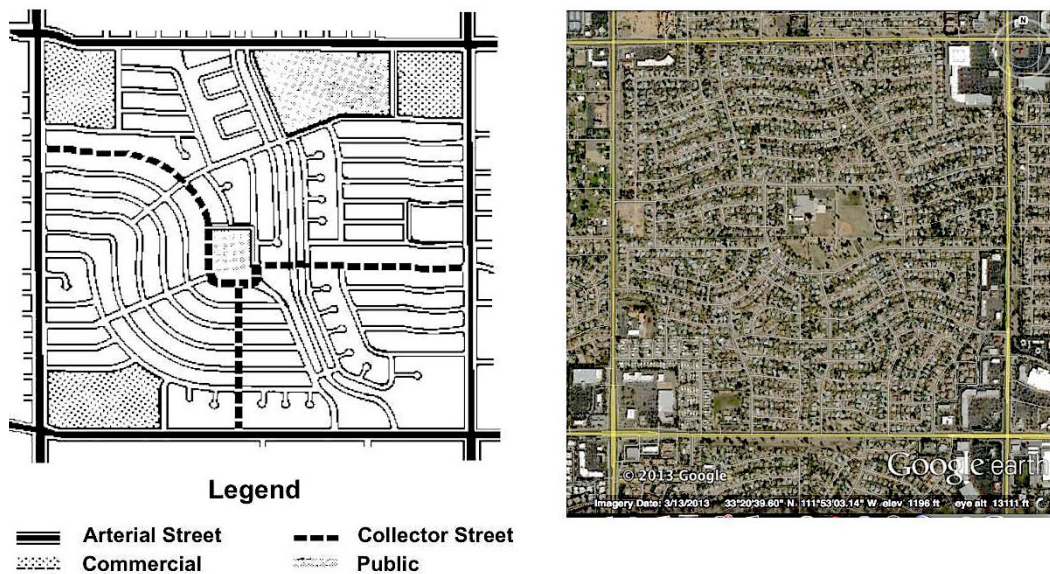 N
© 2013 Google
Google earth
Imagery Date: 3/13/2013 33°20'39.60" N 111°53'03.14" W elev 1196 ft eye alt 13111 ft
Legend
Arterial Street
Collector Street
Commercial
Public